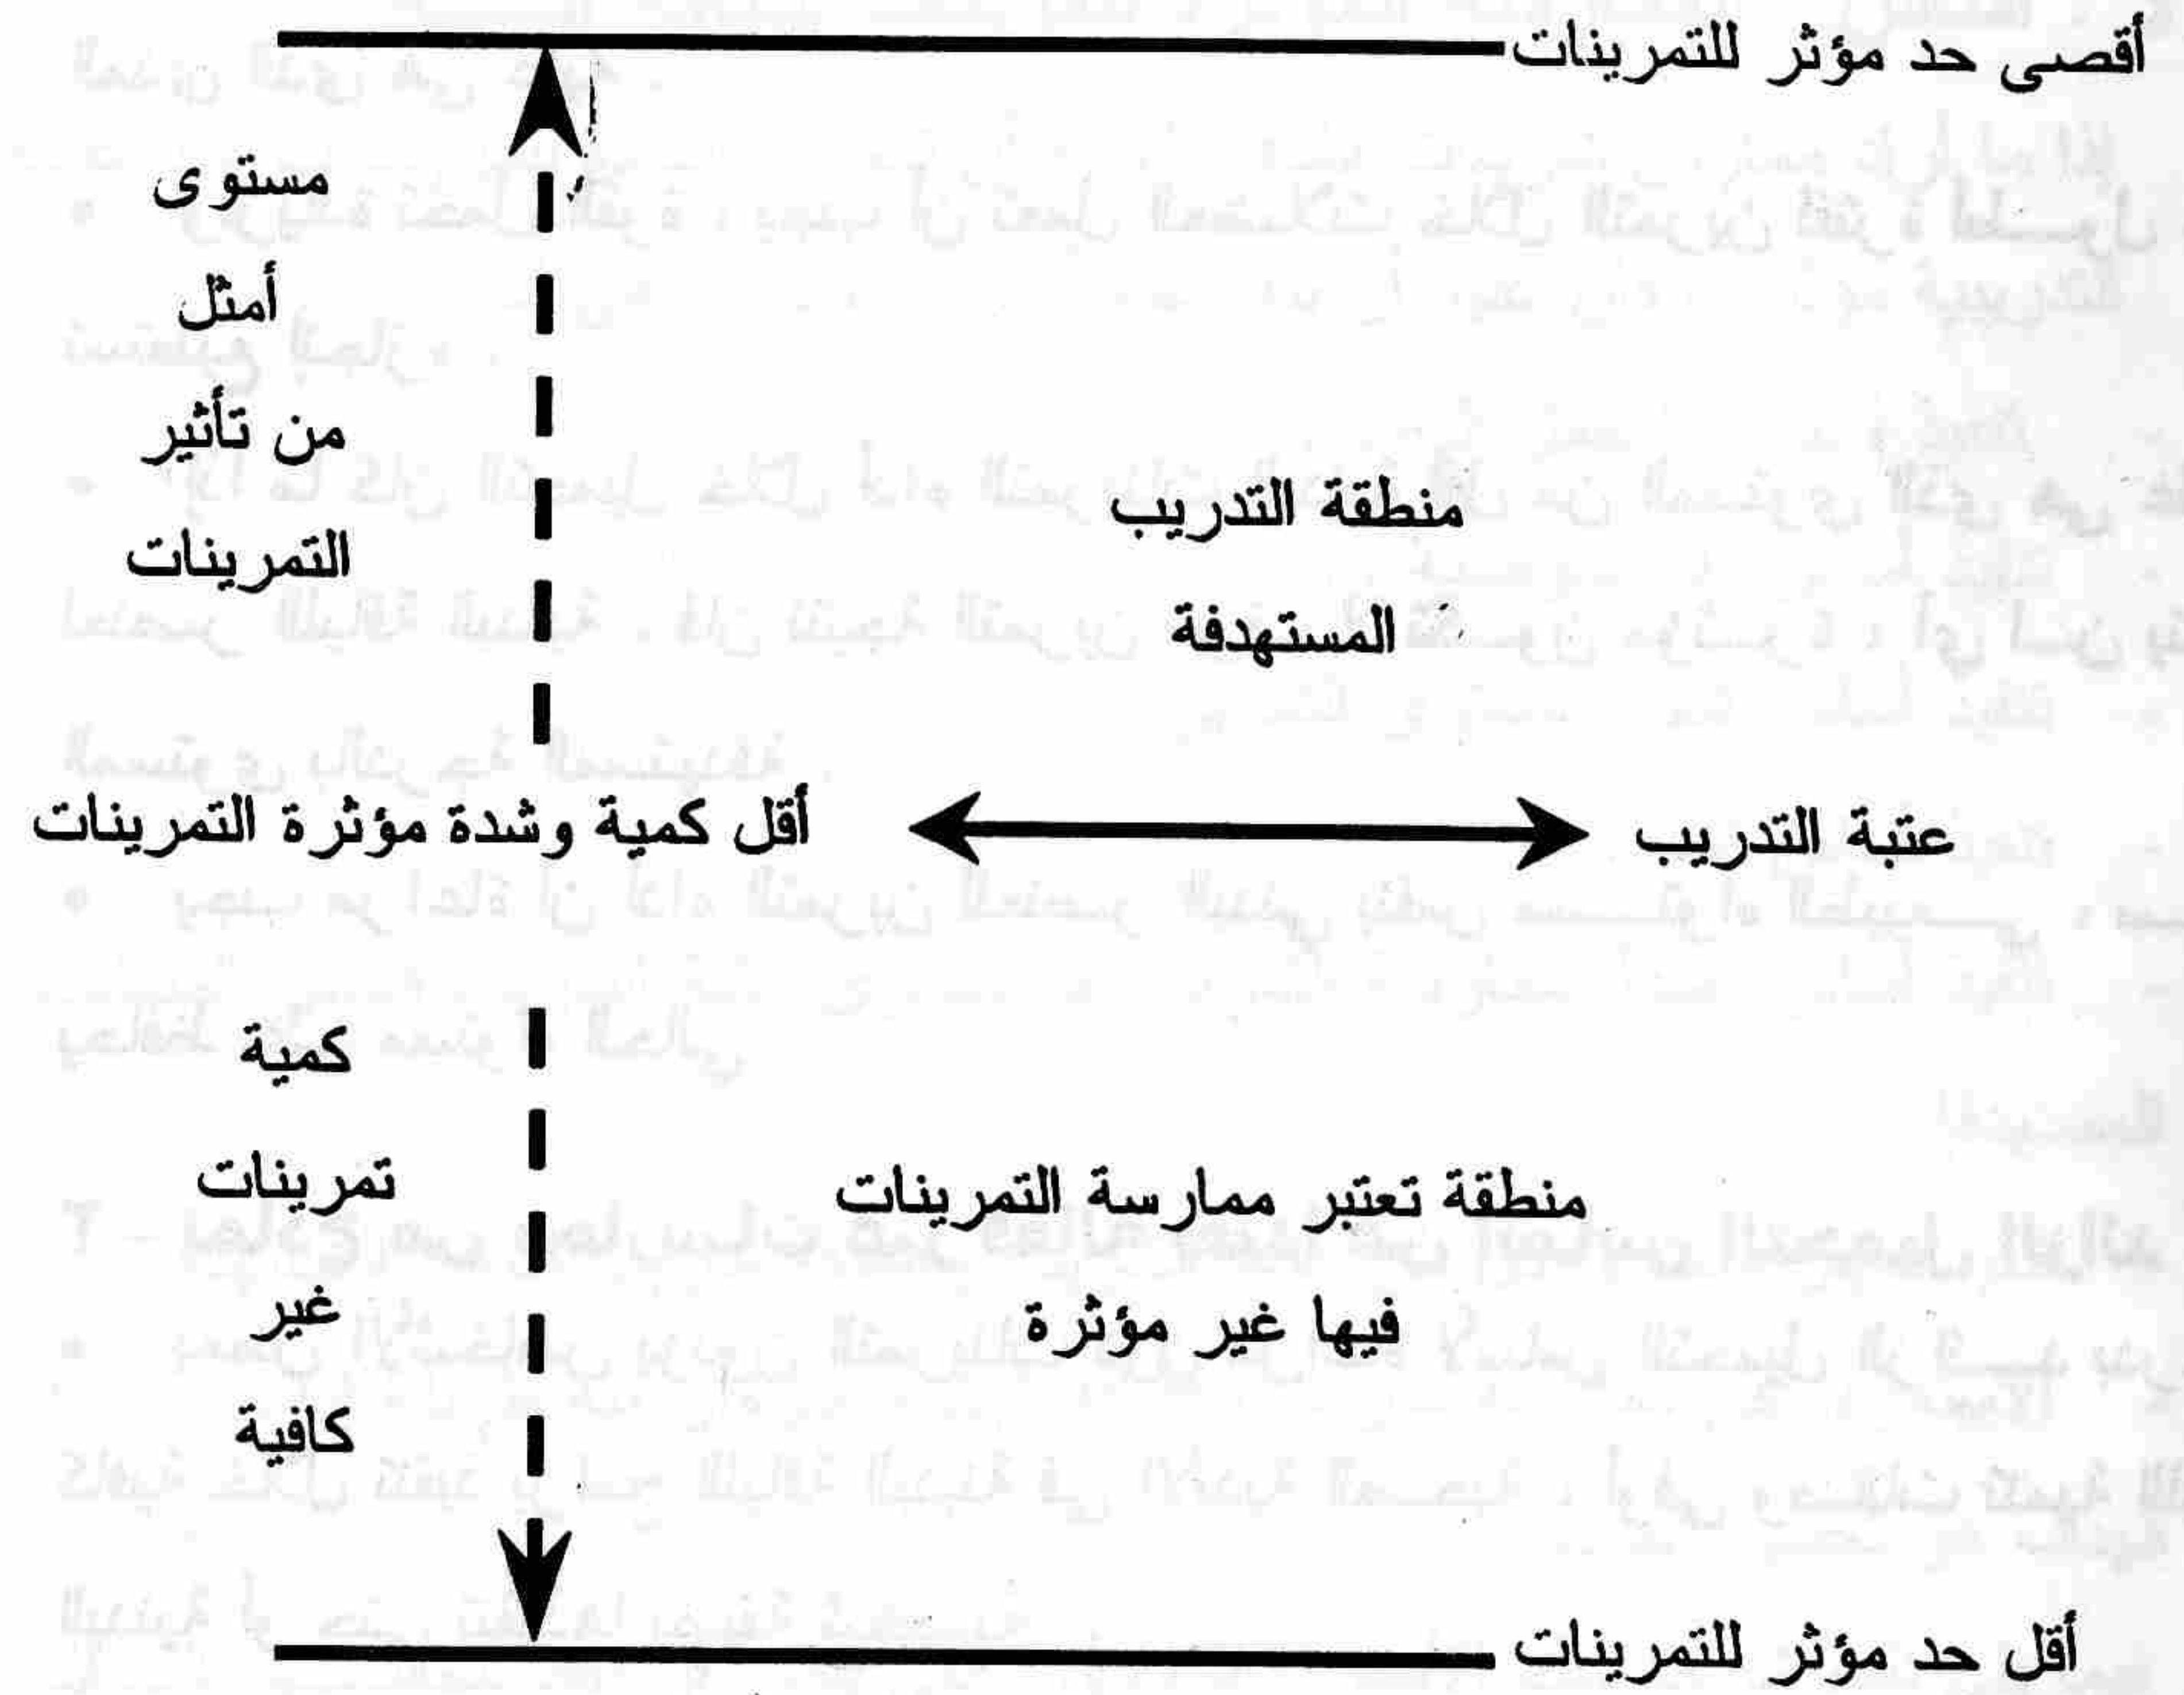 أقصى حد مؤثر للتمرينات
مستوى
أمثل
من تأثير
التمرينات
منطقة التدريب
المستهدفة
عتبة التدريب
أقل كمية وشدة مؤثرة التمرينات
منطقة تعتبر ممارسة التمرينات
فيها غير مؤثرة
كمية
تمرينات
غير
كافية
أقل حد مؤثر للتمرينات